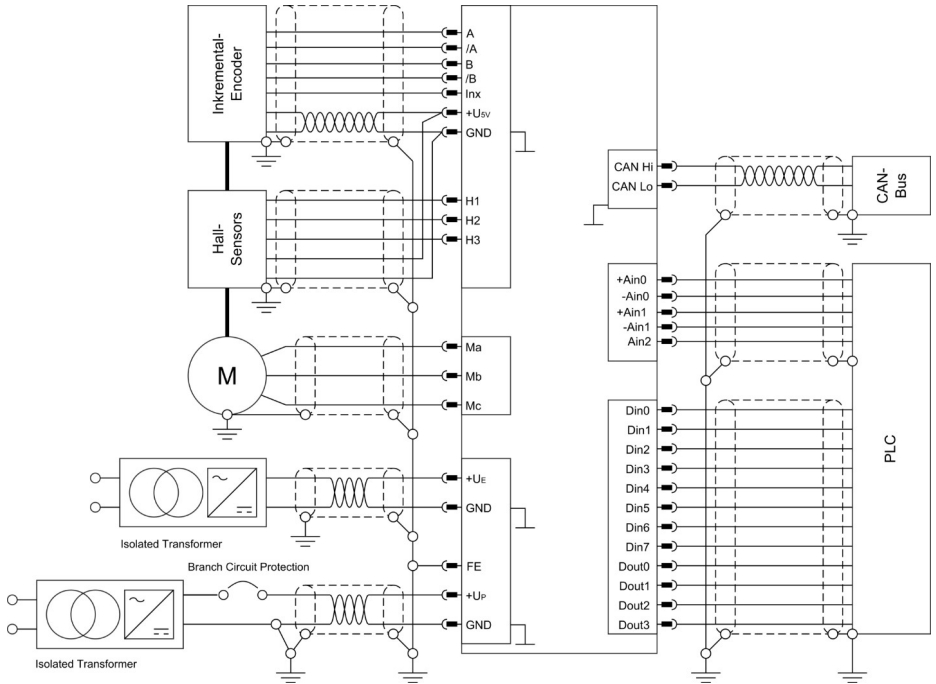 Inkremental-
Encoder
A
/A
B
/B
Inx
+U5V
GND
Hall-
Sensors
H1
H2
H3
M
Ma
Mb
Mc
Isolated Transformer
+UE
GND
Branch Circuit Protection
FE
+UP
GND
Isolated Transformer
CAN Hi
CAN Lo
CAN-
Bus
+Ain0
-Ain0
+Ain1
-Ain1
Ain2
Din0
Din1
Din2
Din3
Din4
Din5
Din6
Din7
Dout0
Dout1
Dout2
Dout3
PLC